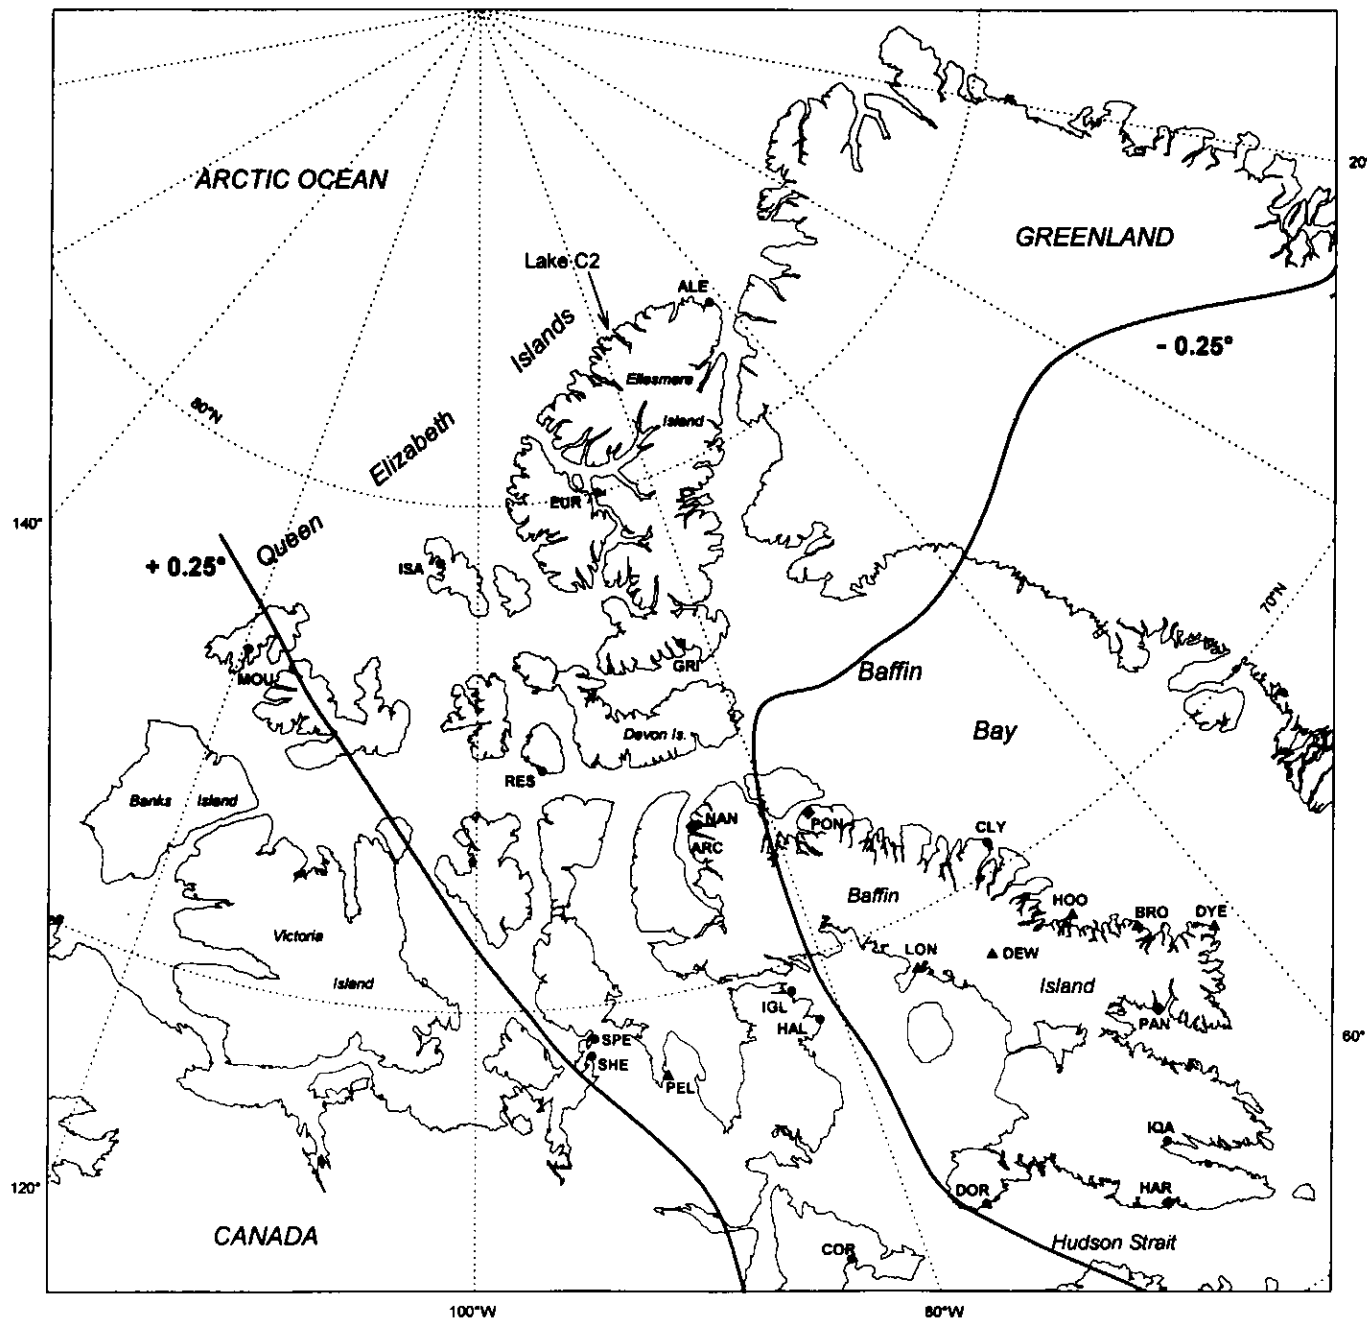 20°
ARCTIC OCEAN
GREENLAND
Lake C2
ALE
Islands
- 0.25°
Ellesmere
Island
80°N
Elizabeth
EUR
140°
Queen
+ 0.25°
ISA
70°N
MOU
GRI
Baffin
Bay
Devon Is.
RES
Banks Island
NAN
PON
ARC
CLY
Baffin
HOO
BRO
DYE
Victoria
LON
DEW
Island
Island
IGL
HAL
PAN
60°
SPE
SHE
PEL
IQA
120°
DOR
HAR
CANADA
COR
Hudson Strait
100°W
80°W